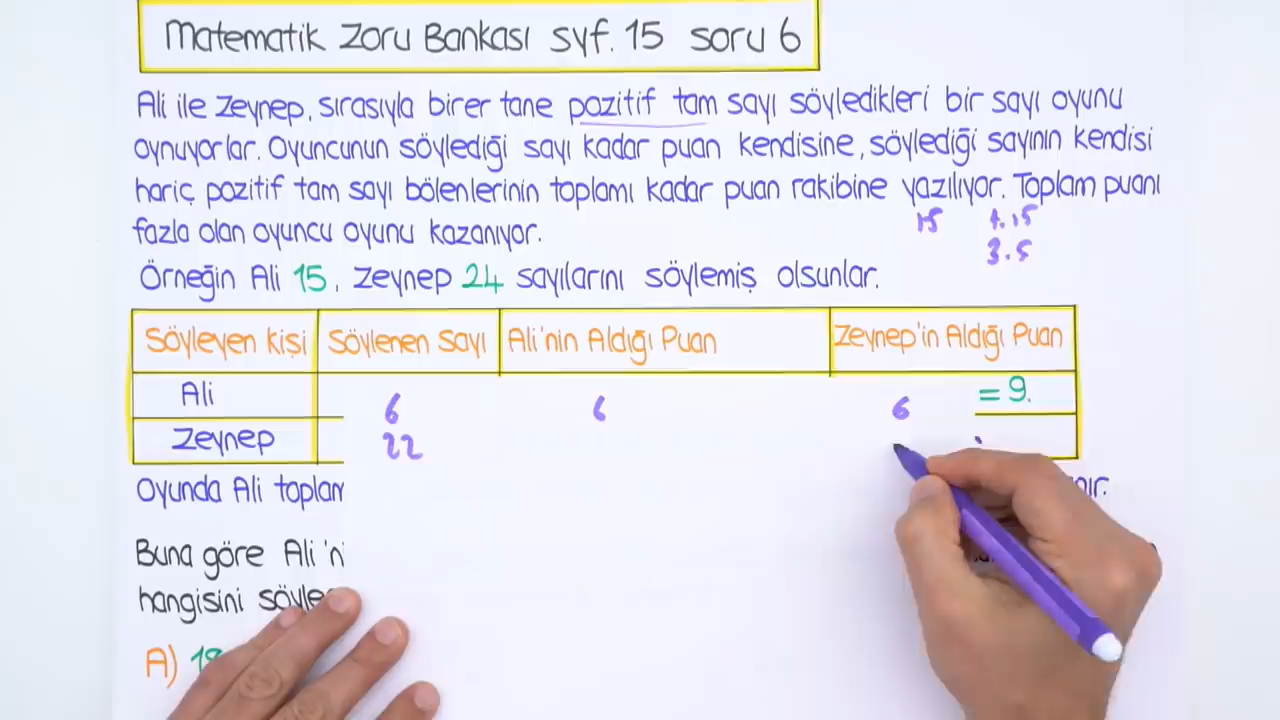 Matematik Zoru Bankası syf. 15 soru 6
Ali ile Zeynep, sırasıyla birer tane pozitif tam sayı söyledikleri bir sayı oyunu
oynuyorlar. Oyuncunun söylediği sayı kadar puan kendisine, söylediği sayının kendisi
hariç pozitif tam sayı bölenlerinin toplamı kadar puan rakibine yazılıyor. Toplam puanı
fazla olan oyuncu oyunu kazanıyor.
15 1.15
3.5
Örneğin Ali 15, Zeynep 24 sayılarını söylemiş olsunlar.
Söyleyen Kişi Söylenen Sayı Ali'nin Aldığı Puan Zeynep'in Aldığı Puan
Ali 6 6 6 = 9.
Zeynep 22
Oyunda Ali
Buna göre Ali'ni
hangisini
A) 18